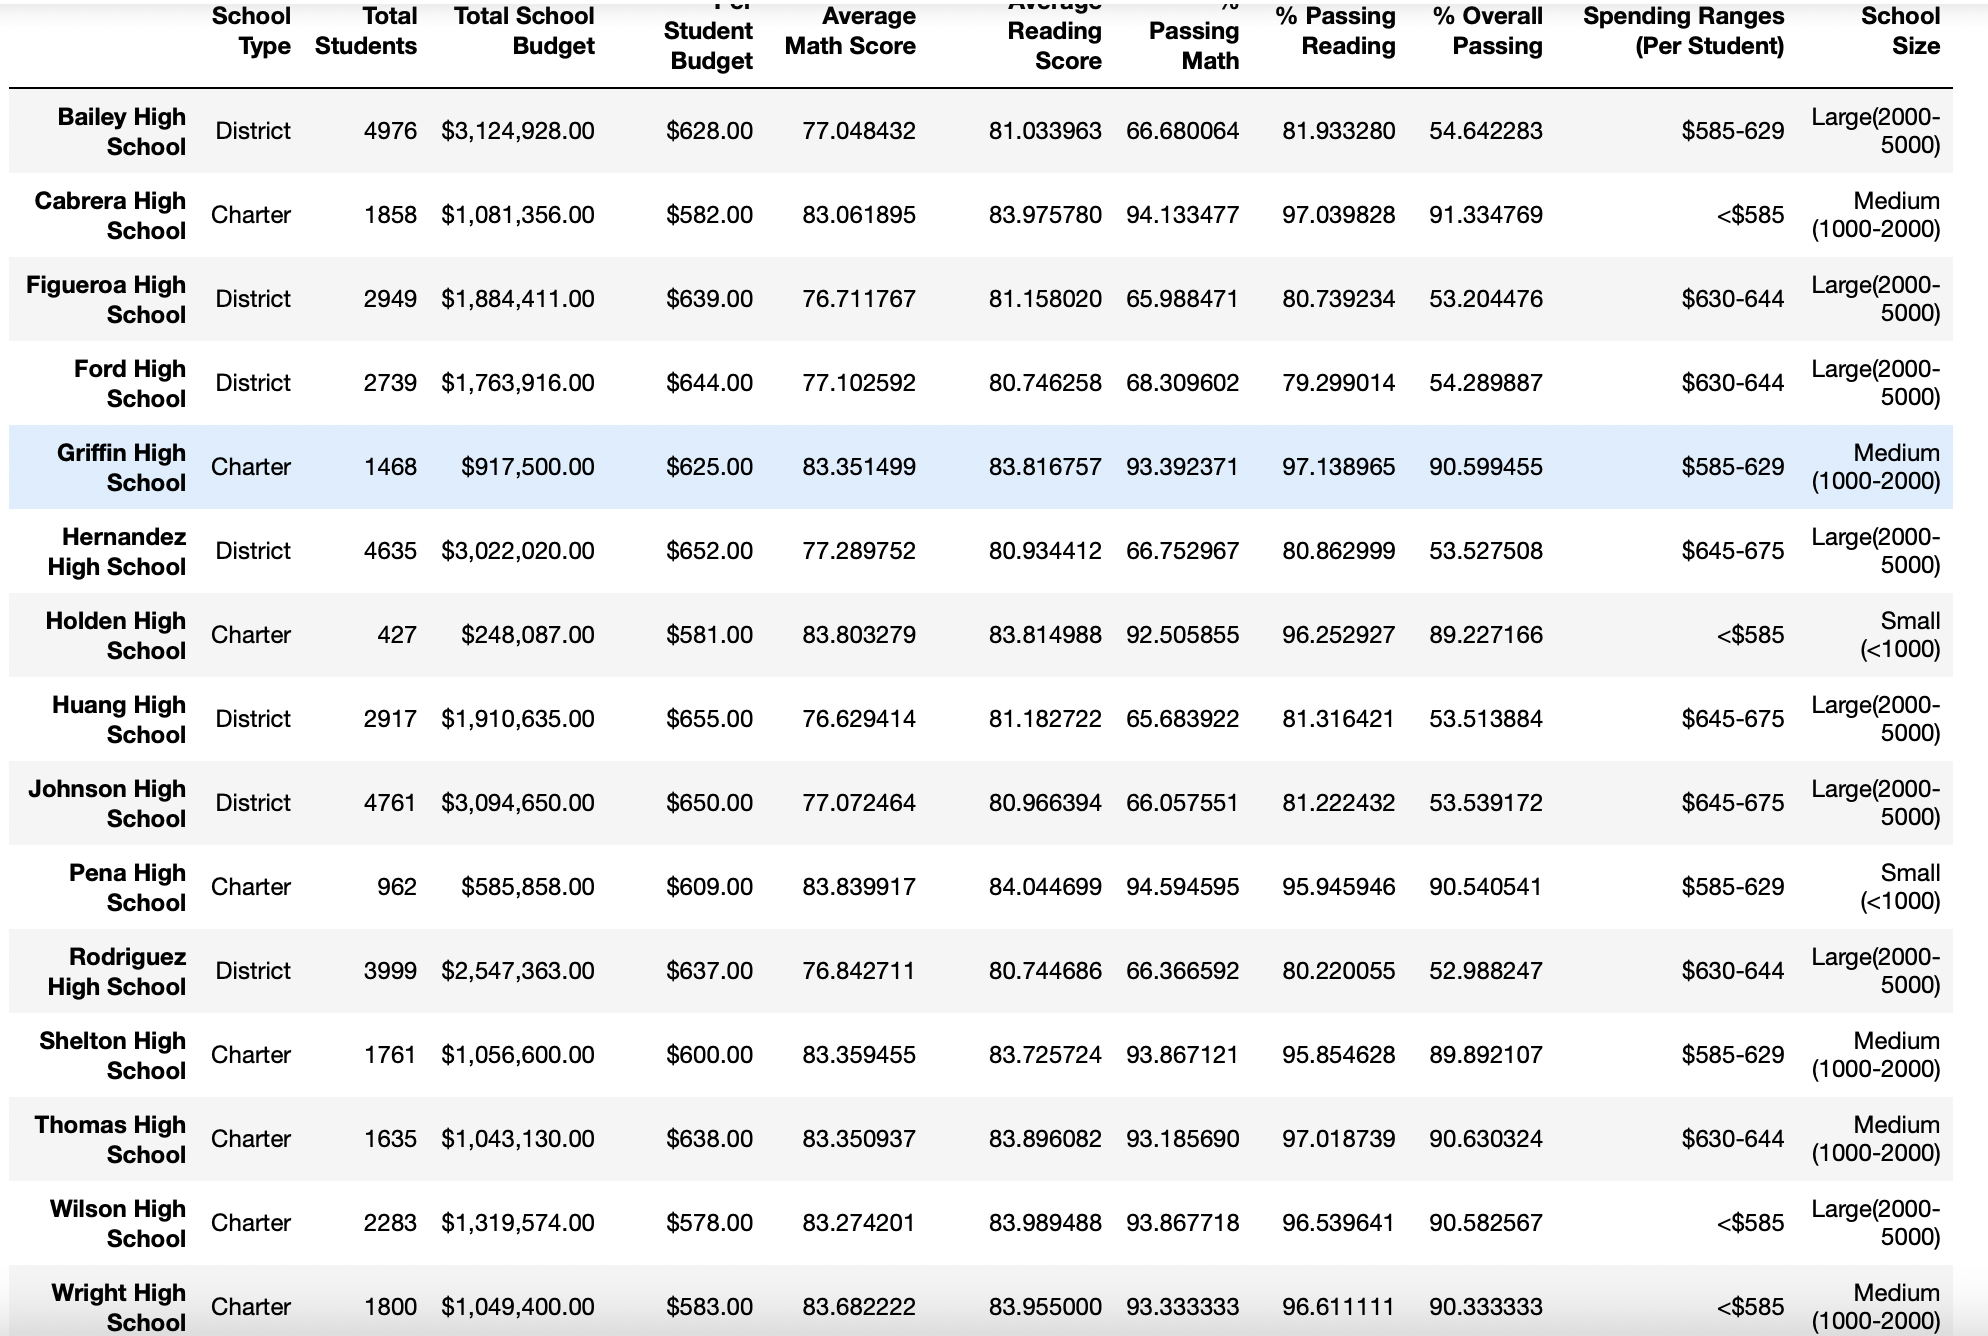 School Type Total Students Total School Budget Per Student Budget Average Math Score Average Reading Score % Passing Math % Passing Reading % Overall Passing Spending Ranges (Per Student) School Size
Bailey High School District 4976 $3,124,928.00 $628.00 77.048432 81.033963 66.680064 81.933280 54.642283 $585-629 Large(2000-5000)
Cabrera High School Charter 1858 $1,081,356.00 $582.00 83.061895 83.975780 94.133477 97.039828 91.334769 <$585 Medium (1000-2000)
Figueroa High School District 2949 $1,884,411.00 $639.00 76.711767 81.158020 65.988471 80.739234 53.204476 $630-644 Large(2000-5000)
Ford High School District 2739 $1,763,916.00 $644.00 77.102592 80.746258 68.309602 79.299014 54.289887 $630-644 Large(2000-5000)
Griffin High School Charter 1468 $917,500.00 $625.00 83.351499 83.816757 93.392371 97.138965 90.599455 $585-629 Medium (1000-2000)
Hernandez High School District 4635 $3,022,020.00 $652.00 77.289752 80.934412 66.752967 80.862999 53.527508 $645-675 Large(2000-5000)
Holden High School Charter 427 $248,087.00 $581.00 83.803279 83.814988 92.505855 96.252927 89.227166 <$585 Small (<1000)
Huang High School District 2917 $1,910,635.00 $655.00 76.629414 81.182722 65.683922 81.316421 53.513884 $645-675 Large(2000-5000)
Johnson High School District 4761 $3,094,650.00 $650.00 77.072464 80.966394 66.057551 81.222432 53.539172 $645-675 Large(2000-5000)
Pena High School Charter 962 $585,858.00 $609.00 83.839917 84.044699 94.594595 95.945946 90.540541 $585-629 Small (<1000)
Rodriguez High School District 3999 $2,547,363.00 $637.00 76.842711 80.744686 66.366592 80.220055 52.988247 $630-644 Large(2000-5000)
Shelton High School Charter 1761 $1,056,600.00 $600.00 83.359455 83.725724 93.867121 95.854628 89.892107 $585-629 Medium (1000-2000)
Thomas High School Charter 1635 $1,043,130.00 $638.00 83.350937 83.896082 93.185690 97.018739 90.630324 $630-644 Medium (1000-2000)
Wilson High School Charter 2283 $1,319,574.00 $578.00 83.274201 83.989488 93.867718 96.539641 90.582567 <$585 Large(2000-5000)
Wright High School Charter 1800 $1,049,400.00 $583.00 83.682222 83.955000 93.333333 96.611111 90.333333 <$585 Medium (1000-2000)